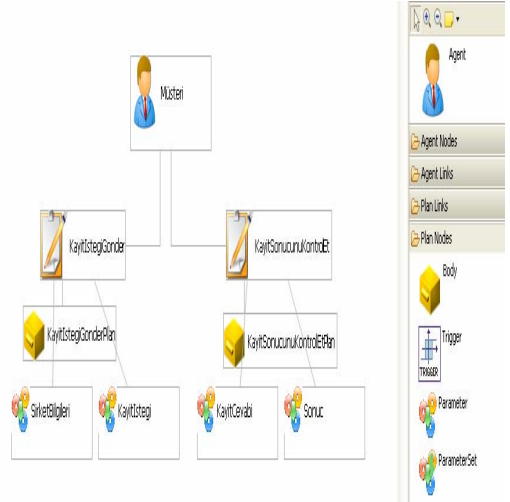 Müsteri
KayitIstegiGonder
KayitSonucunuKontrolEt
KayitIstegiGonderPlan
KayitSonucunuKontrolEtPlan
SirketBilgileri
KayitIstegi
KayitCevabi
Sonuc
Agent
Agent Nodes
Agent Links
Plan Links
Plan Nodes
Body
Trigger
TRIGGER
Parameter
ParameterSet